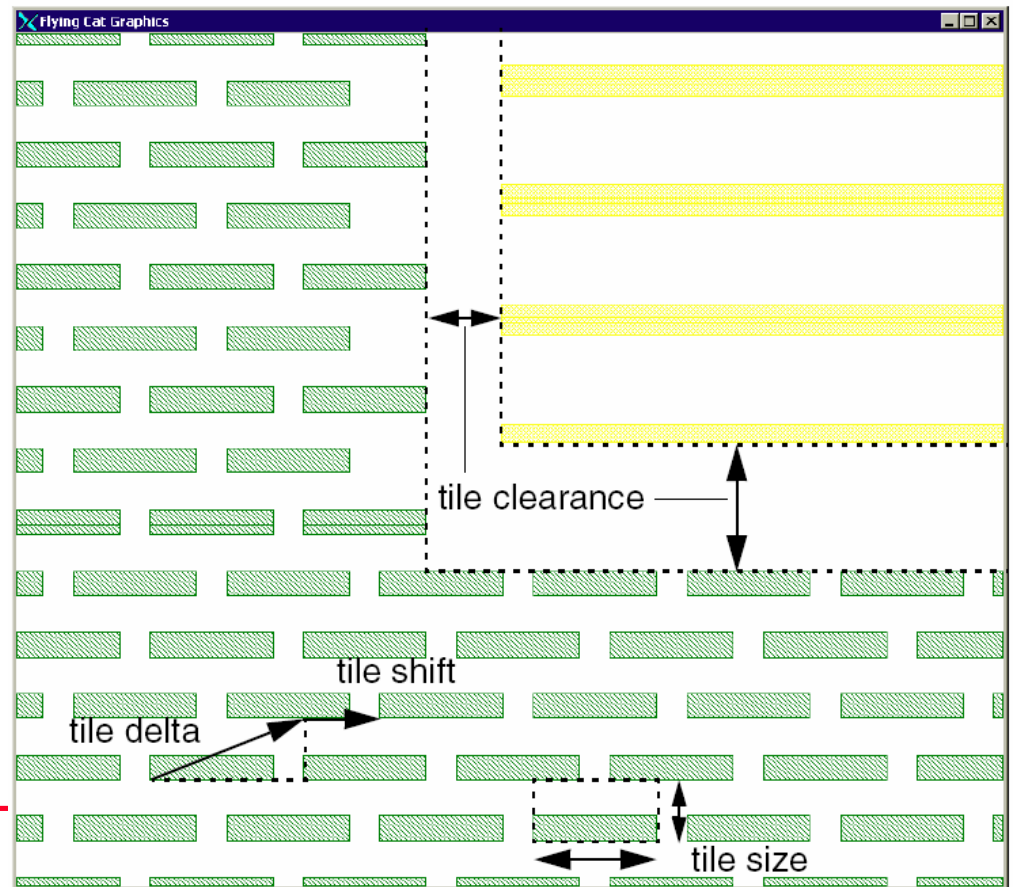 Flying Cat Graphics
tile clearance
tile shift
tile delta
tile size